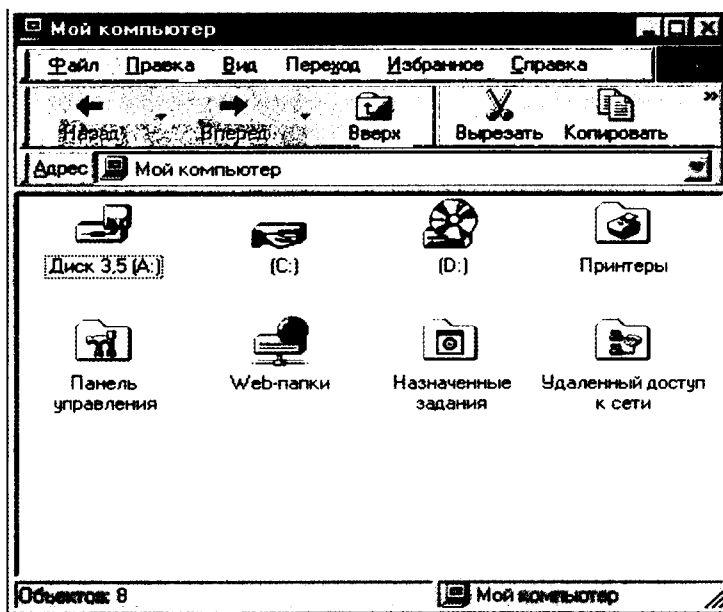 Мой компьютер
Файл Правка Вид Переход Избранное Справка
Назад Вперед Вверх Вырезать Копировать »
Адрес Мой компьютер
Диск 3,5 (A:) (C:) (D:) Принтеры
Панель управления Web-папки Назначенные задания Удаленный доступ к сети
Объектов: 8 Мой компьютер